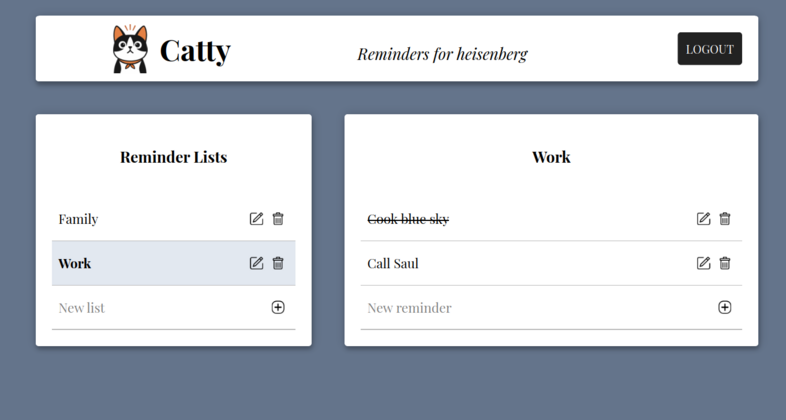 Catty
Reminders for heisenberg
LOGOUT
Reminder Lists
Family
Work
New list
Work
Cook blue sky
Call Saul
New reminder